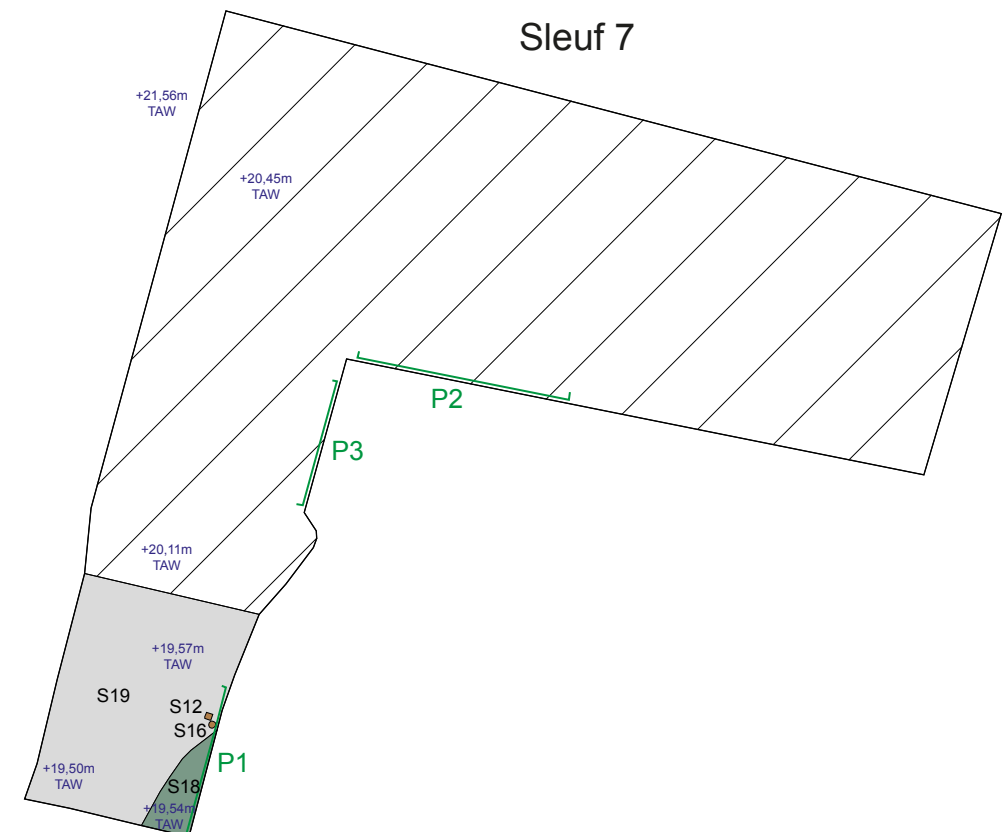 Sleuf 7
+21,56m
TAW
+20,45m
TAW
P2
P3
+20,11m
TAW
+19,57m
TAW
S19
S12
S16
P1
+19,50m
TAW
S18
+19,54m
TAW